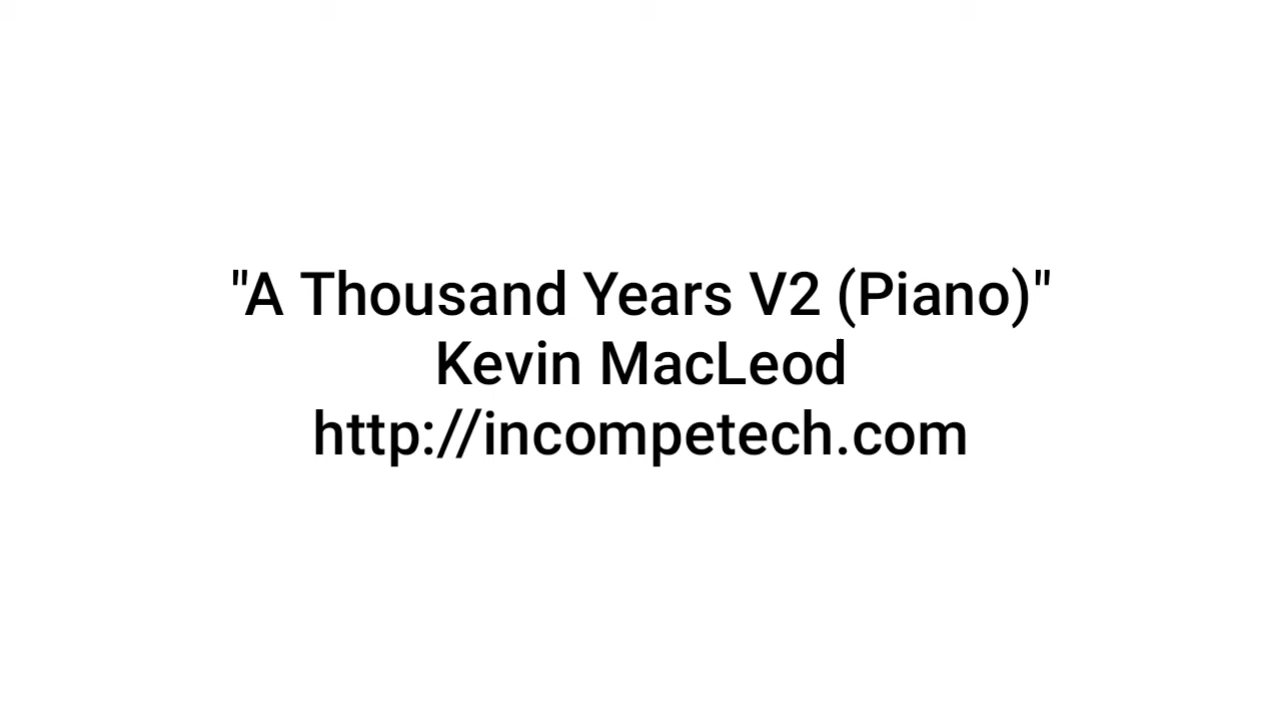 "A Thousand Years V2 (Piano)"
Kevin MacLeod
http://incompetech.com